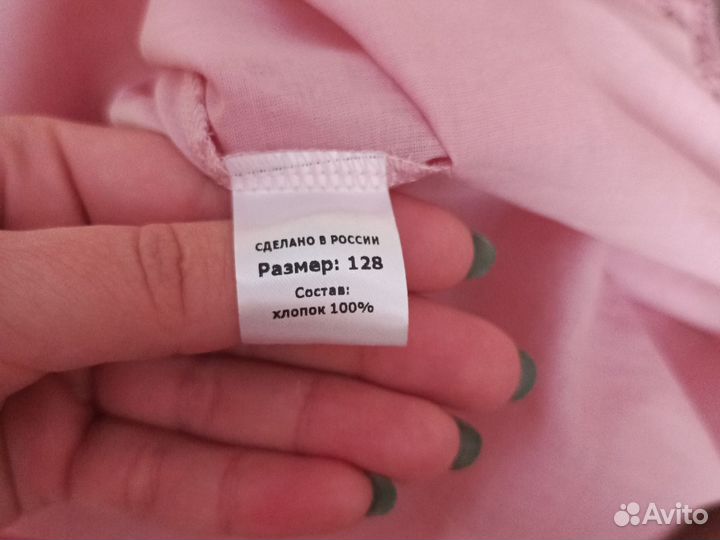 СДЕЛАНО В РОССИИ
Размер: 128
Состав:
хлопок 100%
Avito